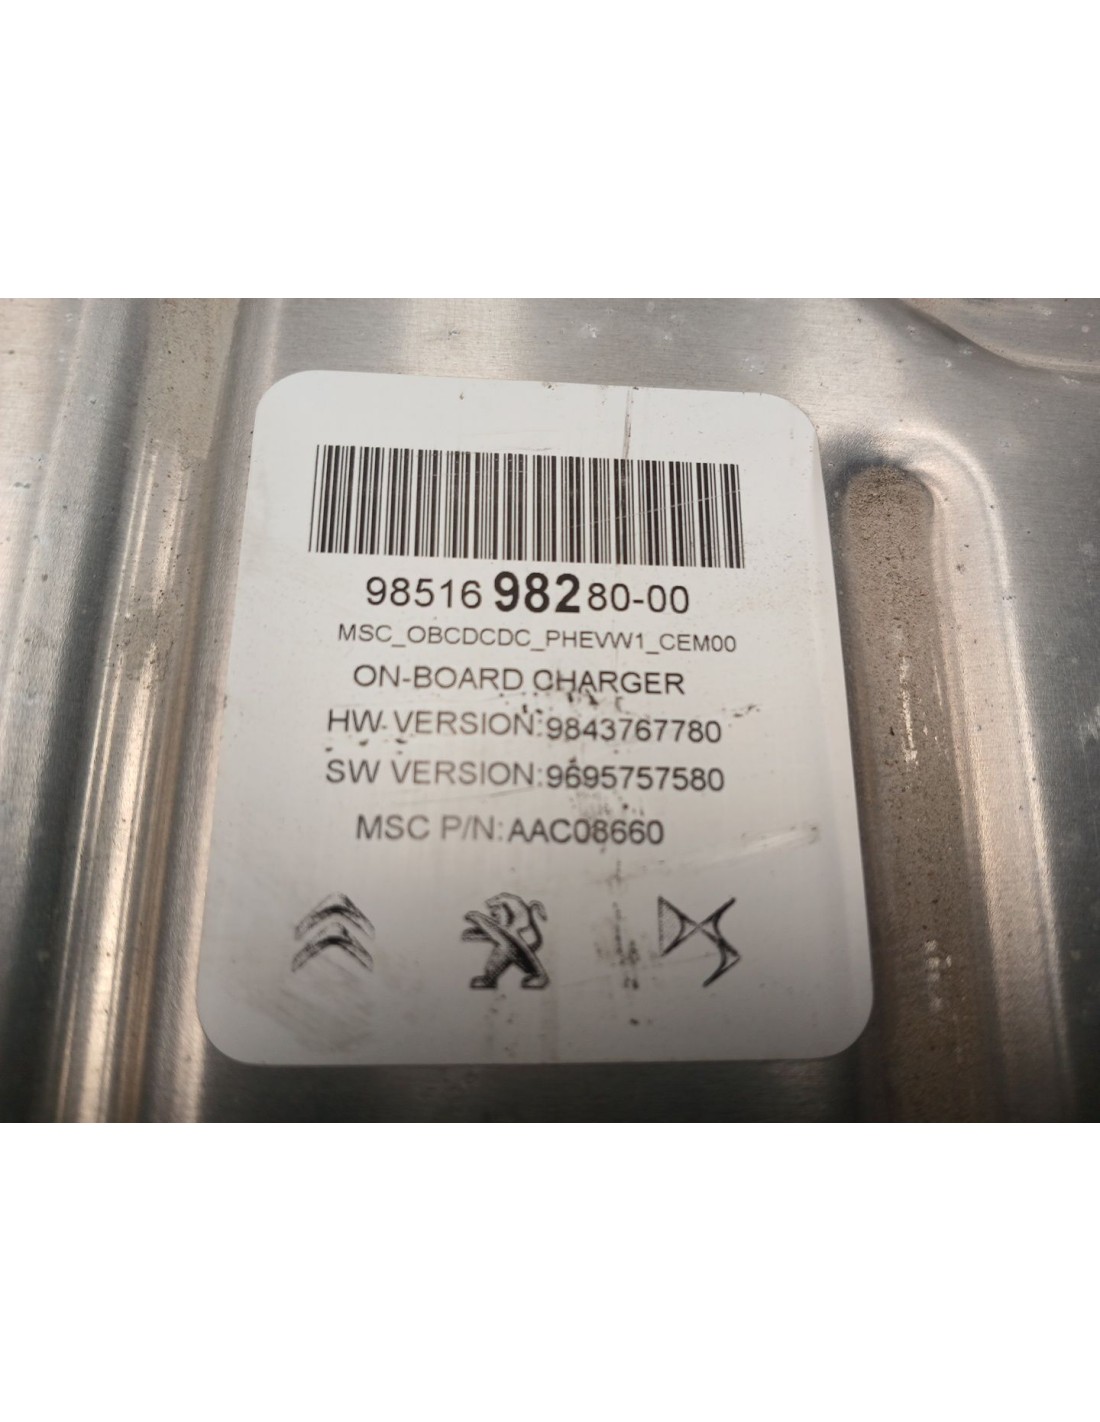 98516 982 80-00
MSC_OBCDCDC_PHEVW1_CEM00
ON-BOARD CHARGER
HW VERSION:9843767780
SW VERSION:9695757580
MSC P/N:AAC08660